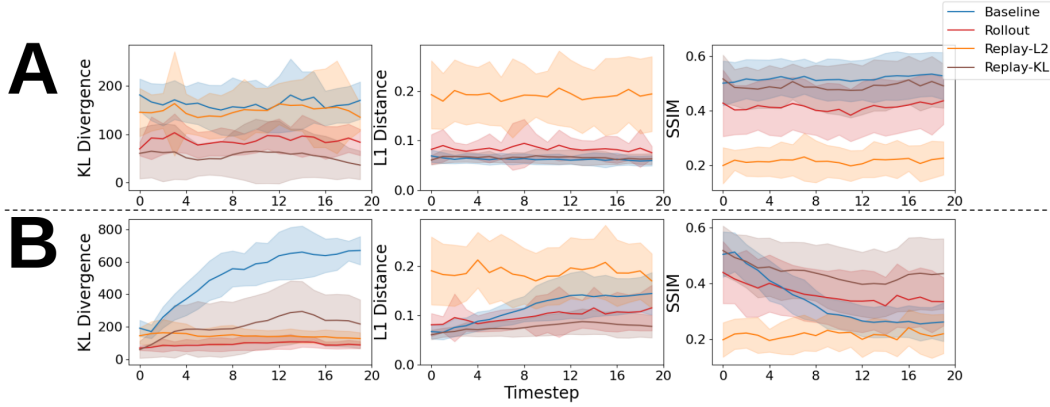 Baseline
Rollout
Replay-L2
Replay-KL
A
KL Divergence
200
100
0
0 4 8 12 16 20
L1 Distance
0.2
0.1
0.0
0 4 8 12 16 20
SSIM
0.6
0.4
0.2
0 4 8 12 16 20
B
KL Divergence
800
600
400
200
0
0 4 8 12 16 20
L1 Distance
0.2
0.1
0.0
0 4 8 12 16 20
SSIM
0.6
0.4
0.2
0 4 8 12 16 20
Timestep